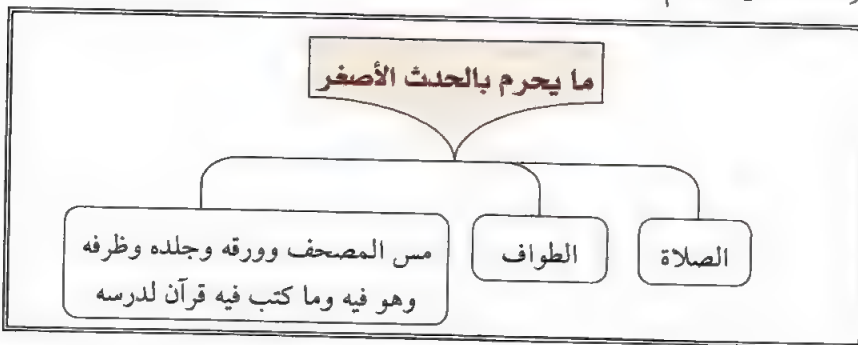 ما يحرم بالحدث الأصغر
الصلاة
الطواف
مس المصحف وورقه وجلده وظرفه
وهو فيه وما كتب فيه قرآن لدرسه